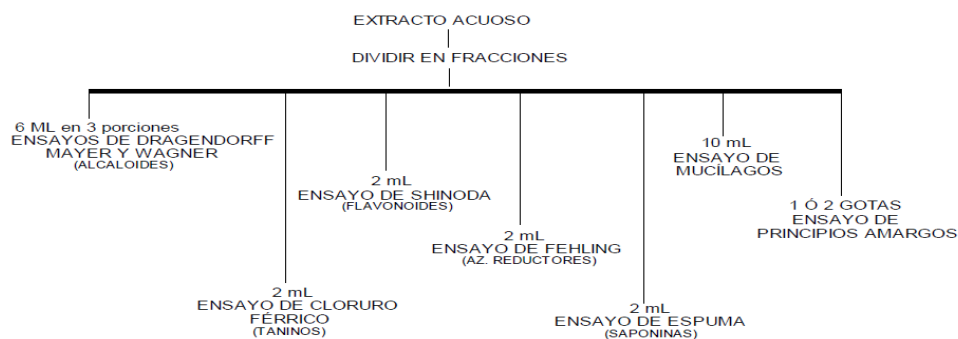 EXTRACTO ACUOSO
DIVIDIR EN FRACCIONES
6 ML en 3 porciones
ENSAYOS DE DRAGENDORFF
MAYER Y WAGNER
(ALCALOIDES)
2 mL
ENSAYO DE CLORURO
FÉRRICO
(TANINOS)
2 mL
ENSAYO DE SHINODA
(FLAVONOIDES)
2 mL
ENSAYO DE FEHLING
(AZ. REDUCTORES)
2 mL
ENSAYO DE ESPUMA
(SAPONINAS)
10 mL
ENSAYO DE
MUCÍLAGOS
1 Ó 2 GOTAS
ENSAYO DE
PRINCIPIOS AMARGOS